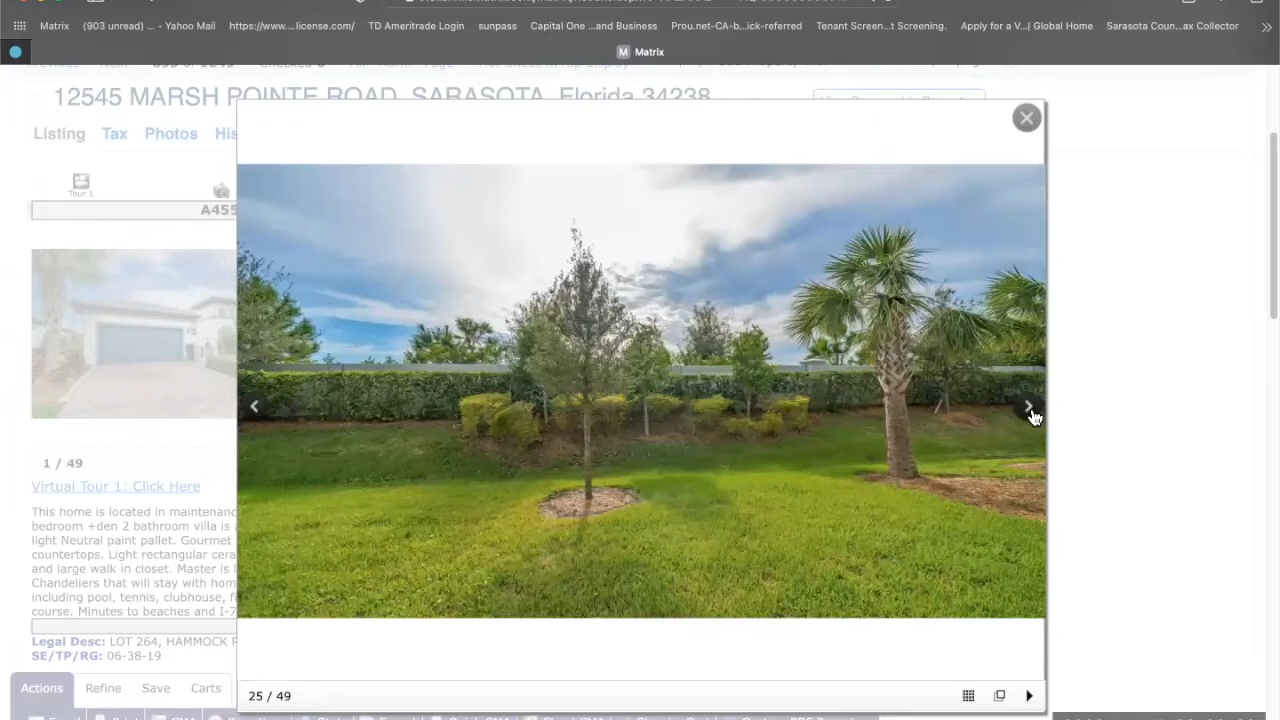 Matrix
(903 unread) ... – Yahoo Mail
https://www....license.com/
TD Ameritrade Login
sunpass
Capital One ...and Business
Prou.net-CA-b...ick-referred
Tenant Screen...t Screening.
Apply for a V...| Global Home
Sarasota Coun...ax Collector
M Matrix
12545 MARSH POINTE ROAD, SARASOTA, Florida 34238
Listing
Tax
Photos
His
Tour 1
A455
1 / 49
Virtual Tour 1: Click Here
This home is located in maintenanc
bedroom +den 2 bathroom villa is
light Neutral paint pallet. Gourmet
countertops. Light rectangular cera
and large walk in closet. Master is l
Chandeliers that will stay with hom
including pool, tennis, clubhouse, f
course. Minutes to beaches and I-7
Legal Desc: LOT 264, HAMMOCK
SE/TP/RG: 06-38-19
Actions
Refine
Save
Carts
25 / 49